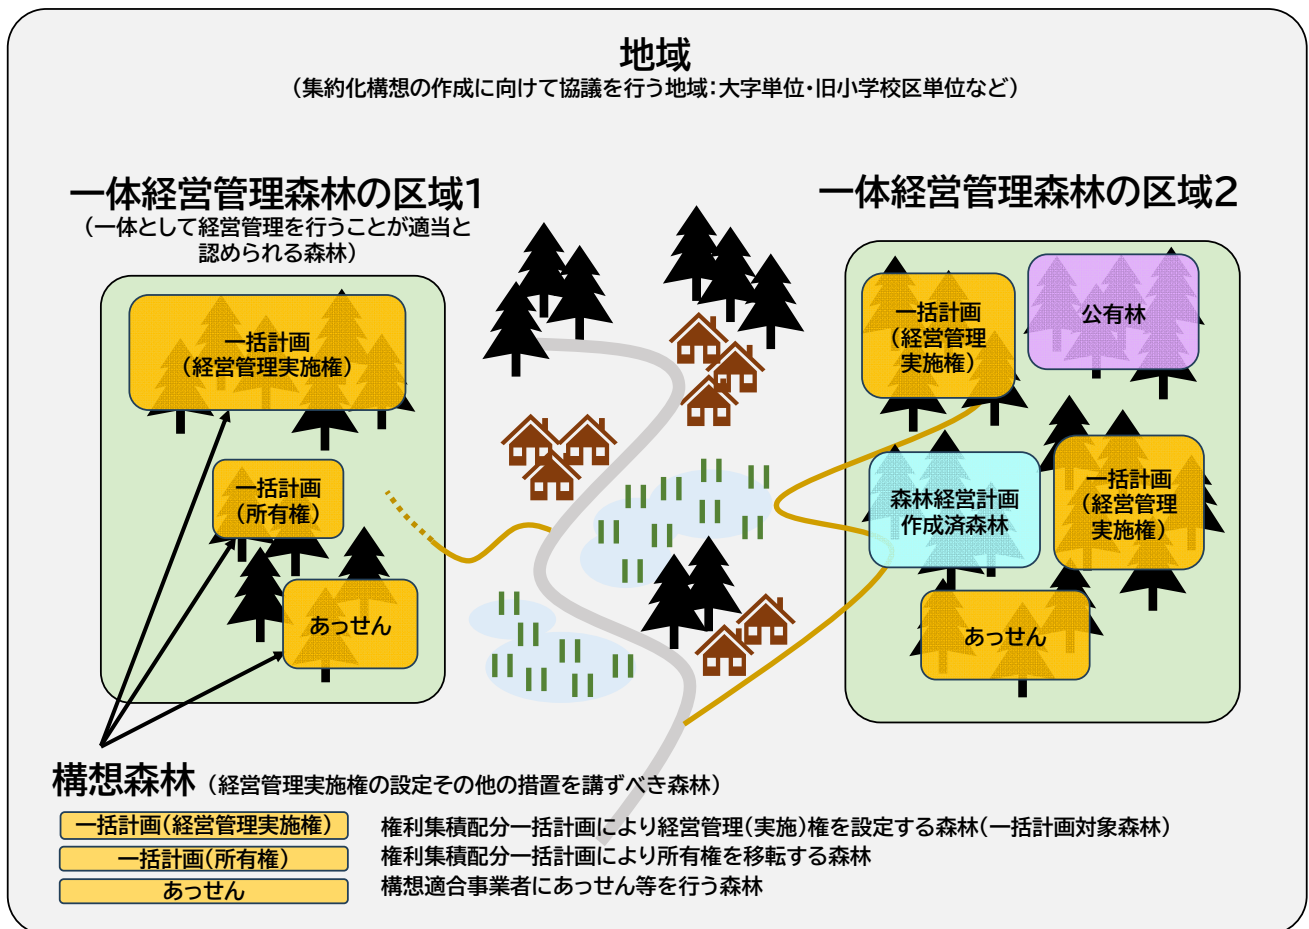 地域
（集約化構想の作成に向けて協議を行う地域：大字単位・旧小学校区単位など）
一体経営管理森林の区域1
（一体として経営管理を行うことが適当と
認められる森林）
一括計画
（経営管理実施権）
一括計画
（所有権）
あっせん
一体経営管理森林の区域2
一括計画
（経営管理
実施権）
公有林
森林経営計画
作成済森林
一括計画
（経営管理
実施権）
あっせん
構想森林（経営管理実施権の設定その他の措置を講ずべき森林）
一括計画（経営管理実施権） 権利集積配分一括計画により経営管理（実施）権を設定する森林（一括計画対象森林）
一括計画（所有権） 権利集積配分一括計画により所有権を移転する森林
あっせん 構想適合事業者にあっせん等を行う森林